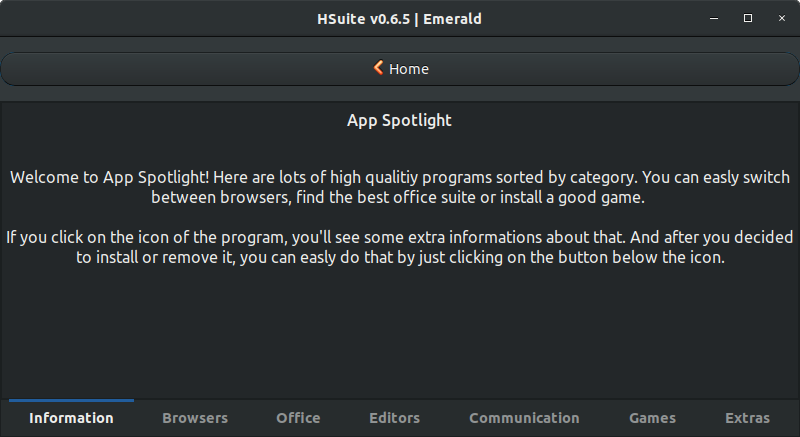 HSuite v0.6.5 | Emerald
Home
App Spotlight
Welcome to App Spotlight! Here are lots of high qualitiy programs sorted by category. You can easly switch
between browsers, find the best office suite or install a good game.
If you click on the icon of the program, you'll see some extra informations about that. And after you decided
to install or remove it, you can easly do that by just clicking on the button below the icon.
Information Browsers Office Editors Communication Games Extras